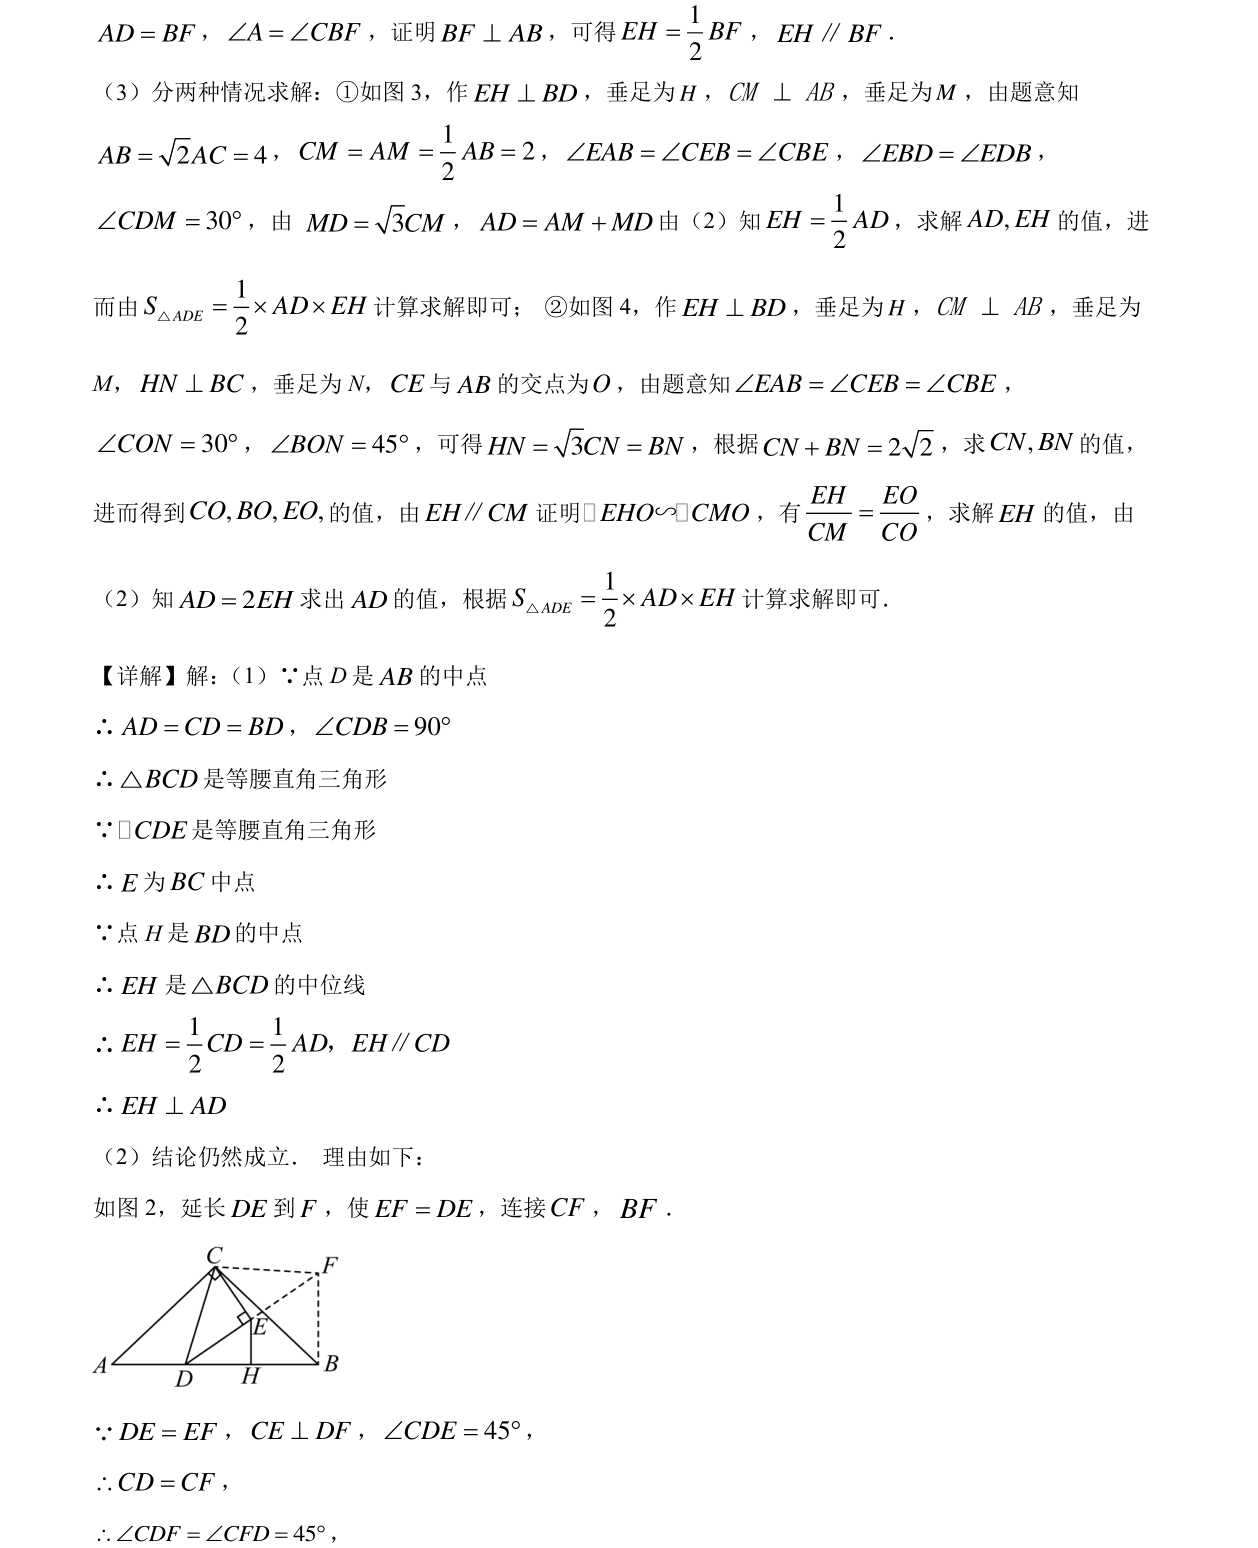 AD = BF，∠A = ∠CBF，证明 BF ⊥ AB，可得 EH = 1/2 BF，EH // BF．
（3）分两种情况求解：①如图 3，作 EH ⊥ BD，垂足为 H，CM ⊥ AB，垂足为 M，由题意知
AB = √2AC = 4，CM = AM = 1/2 AB = 2，∠EAB = ∠CEB = ∠CBE，∠EBD = ∠EDB，
∠CDM = 30°，由 MD = √3CM，AD = AM + MD 由（2）知 EH = 1/2 AD，求解 AD, EH 的值，进
而由 S△ADE = 1/2 × AD × EH 计算求解即可； ②如图 4，作 EH ⊥ BD，垂足为 H，CM ⊥ AB，垂足为
M，HN ⊥ BC，垂足为 N，CE 与 AB 的交点为 O，由题意知 ∠EAB = ∠CEB = ∠CBE，
∠CON = 30°，∠BON = 45°，可得 HN = √3CN = BN，根据 CN + BN = 2√2，求 CN, BN 的值，
进而得到 CO, BO, EO, 的值，由 EH // CM 证明 □EHO∽□CMO，有 EH/CM = EO/CO，求解 EH 的值，由
（2）知 AD = 2EH 求出 AD 的值，根据 S△ADE = 1/2 × AD × EH 计算求解即可．
【详解】解：（1）∵点 D 是 AB 的中点
∴ AD = CD = BD，∠CDB = 90°
∴ △BCD 是等腰直角三角形
∵ □CDE 是等腰直角三角形
∴ E 为 BC 中点
∵点 H 是 BD 的中点
∴ EH 是 △BCD 的中位线
∴ EH = 1/2 CD = 1/2 AD，EH // CD
∴ EH ⊥ AD
（2）结论仍然成立． 理由如下：
如图 2，延长 DE 到 F，使 EF = DE，连接 CF，BF．
C
F
E
A
D
H
B
∵ DE = EF，CE ⊥ DF，∠CDE = 45°，
∴ CD = CF，
∴ ∠CDF = ∠CFD = 45°，